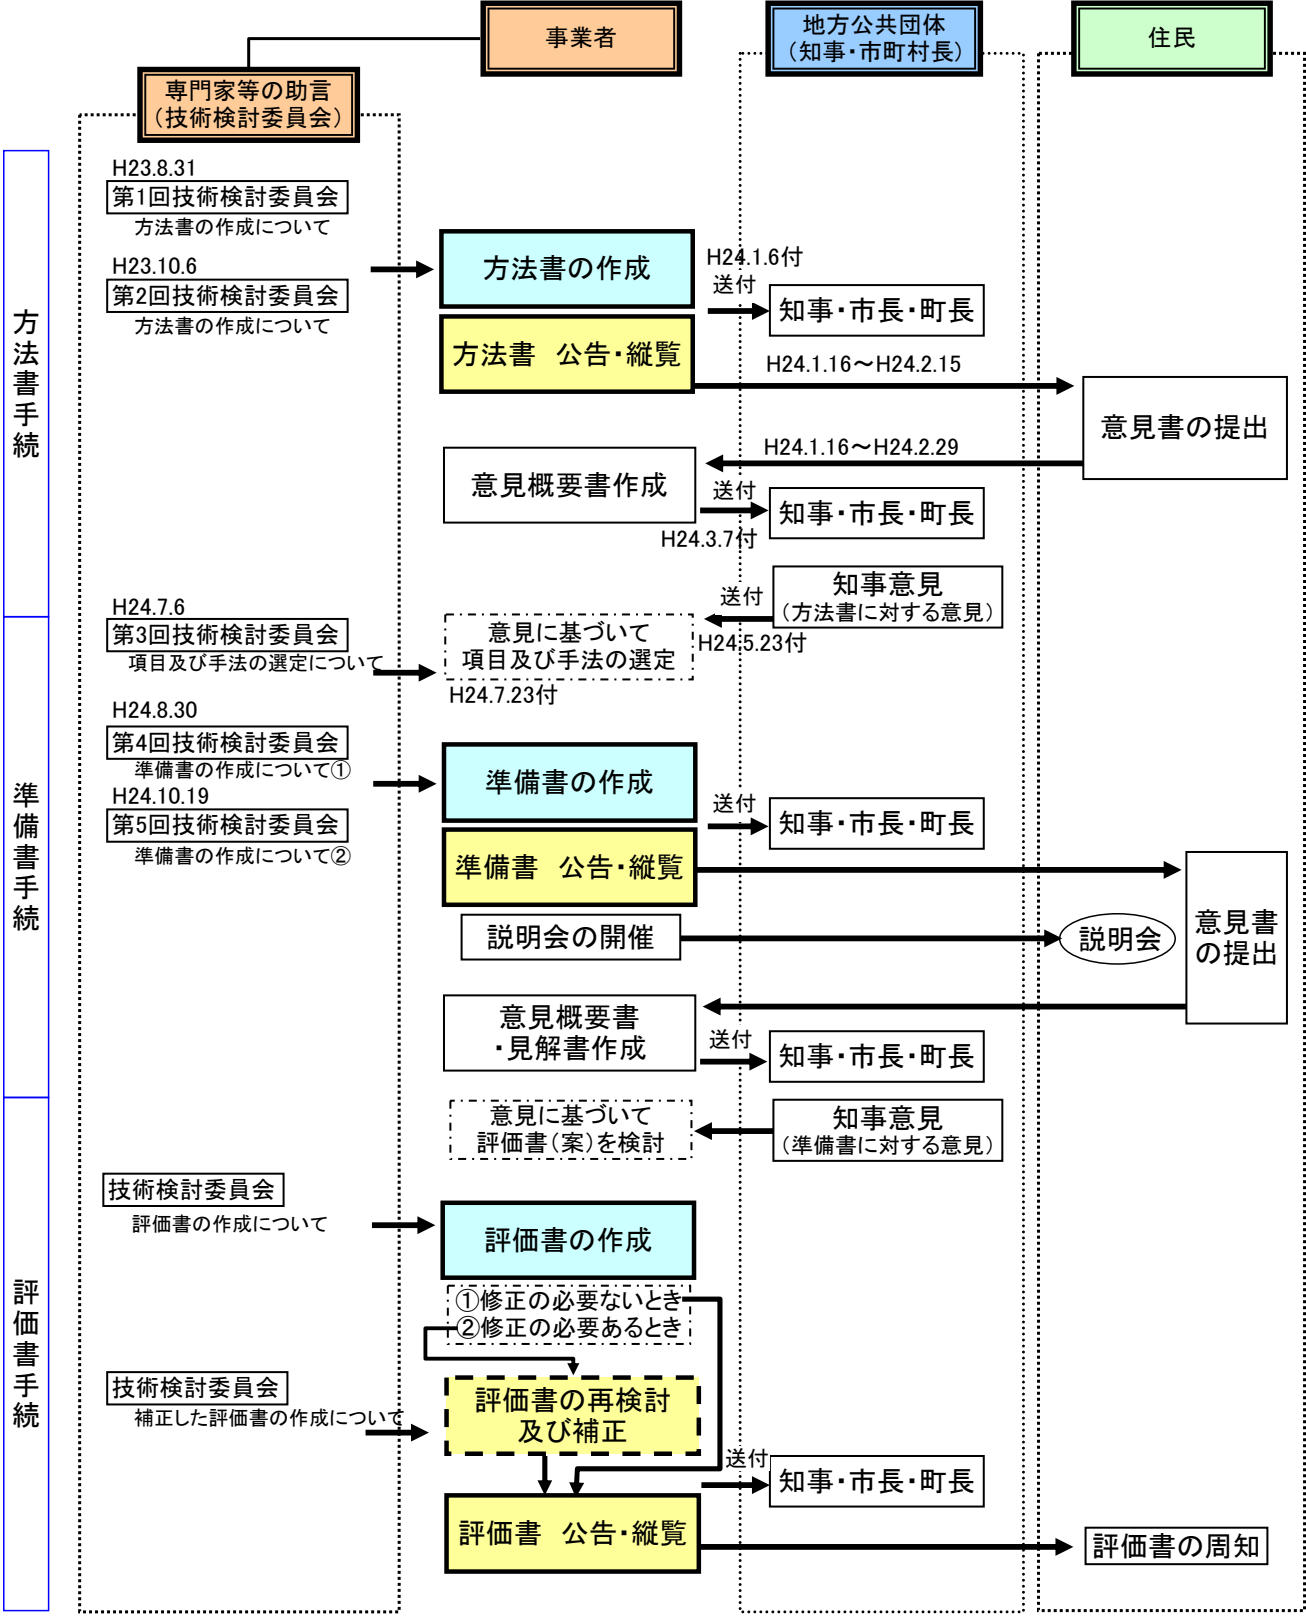 事業者
地方公共団体
(知事・市町村長)
住民
専門家等の助言
(技術検討委員会)
方法書手続
H23.8.31
第1回技術検討委員会
方法書の作成について
H23.10.6
第2回技術検討委員会
方法書の作成について
方法書の作成
H24.1.6付
送付
知事・市長・町長
方法書　公告・縦覧
H24.1.16～H24.2.15
意見書の提出
H24.1.16～H24.2.29
意見概要書作成
送付
知事・市長・町長
H24.3.7付
知事意見
(方法書に対する意見)
送付
H24.5.23付
準備書手続
H24.7.6
第3回技術検討委員会
項目及び手法の選定について
意見に基づいて
項目及び手法の選定
H24.7.23付
H24.8.30
第4回技術検討委員会
準備書の作成について①
H24.10.19
第5回技術検討委員会
準備書の作成について②
準備書の作成
送付
知事・市長・町長
準備書　公告・縦覧
説明会の開催
説明会
意見書
の提出
意見概要書
・見解書作成
送付
知事・市長・町長
評価書手続
意見に基づいて
評価書(案)を検討
知事意見
(準備書に対する意見)
技術検討委員会
評価書の作成について
評価書の作成
①修正の必要ないとき
②修正の必要あるとき
技術検討委員会
補正した評価書の作成について
評価書の再検討
及び補正
送付
知事・市長・町長
評価書　公告・縦覧
評価書の周知